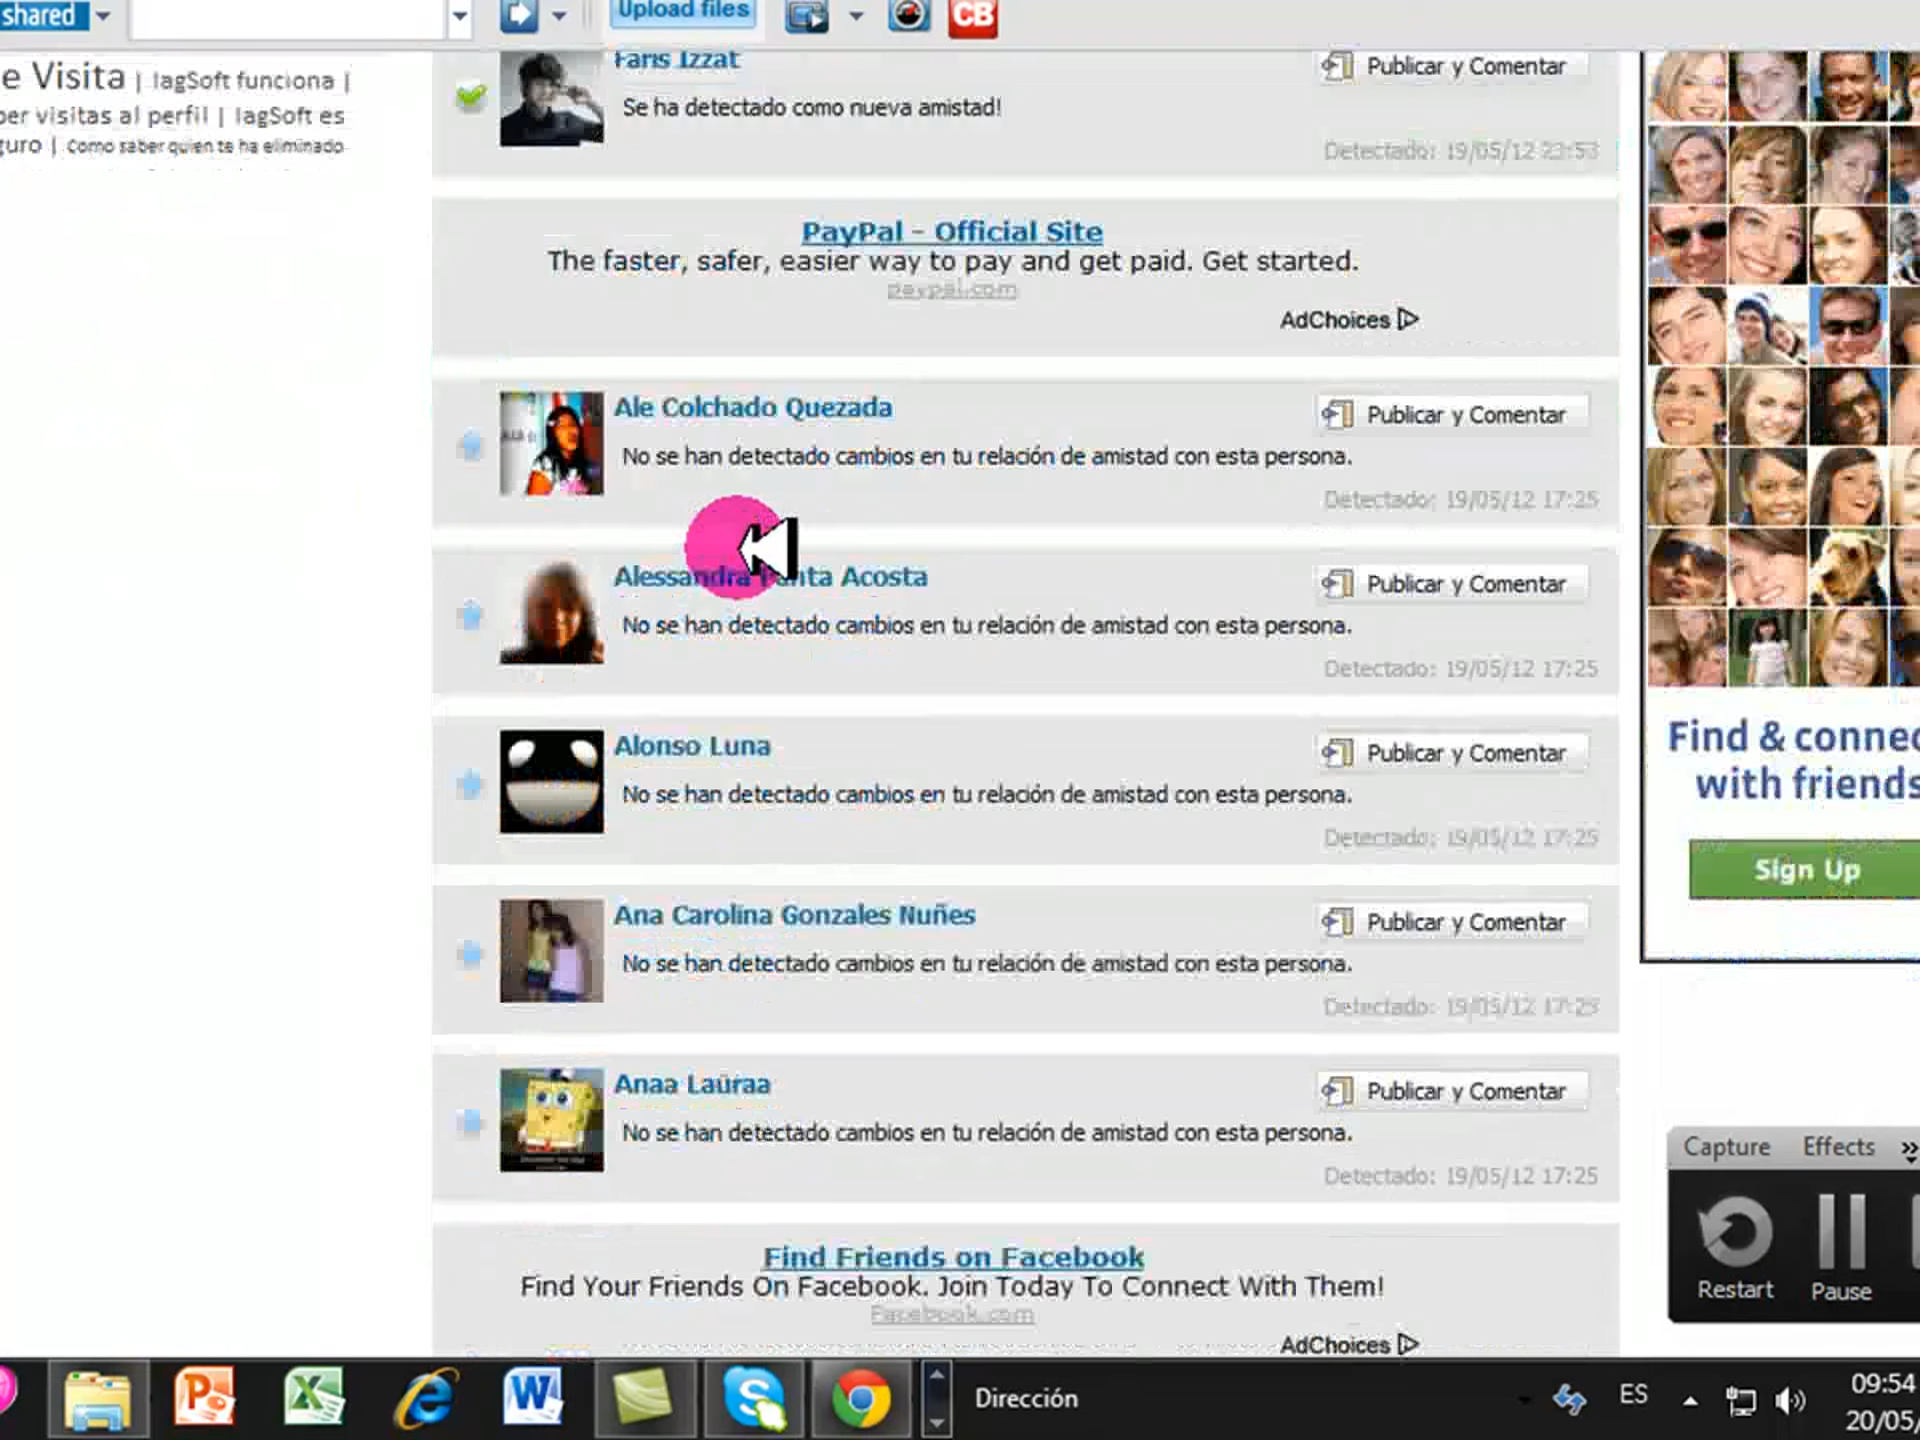 shared
Upload files
CB
e Visita | IagSoft funciona |
per visitas al perfil | IagSoft es
guro | Como saber quien te ha eliminado
Faris Izzat
Publicar y Comentar
Se ha detectado como nueva amistad!
Detectado: 19/05/12 23:53
PayPal - Official Site
The faster, safer, easier way to pay and get paid. Get started.
paypal.com
AdChoices
Ale Colchado Quezada
Publicar y Comentar
No se han detectado cambios en tu relación de amistad con esta persona.
Detectado: 19/05/12 17:25
Alessandra Acosta
Publicar y Comentar
No se han detectado cambios en tu relación de amistad con esta persona.
Detectado: 19/05/12 17:25
Alonso Luna
Publicar y Comentar
No se han detectado cambios en tu relación de amistad con esta persona.
Detectado: 19/05/12 17:25
Ana Carolina Gonzales Nuñes
Publicar y Comentar
No se han detectado cambios en tu relación de amistad con esta persona.
Detectado: 19/05/12 17:25
Anaa Laüraa
Publicar y Comentar
No se han detectado cambios en tu relación de amistad con esta persona.
Detectado: 19/05/12 17:25
Find Friends on Facebook
Find Your Friends On Facebook. Join Today To Connect With Them!
Facebook.com
AdChoices
Find & connec
with friends
Sign Up
Capture Effects
Restart Pause
Dirección
ES
09:54
20/05/